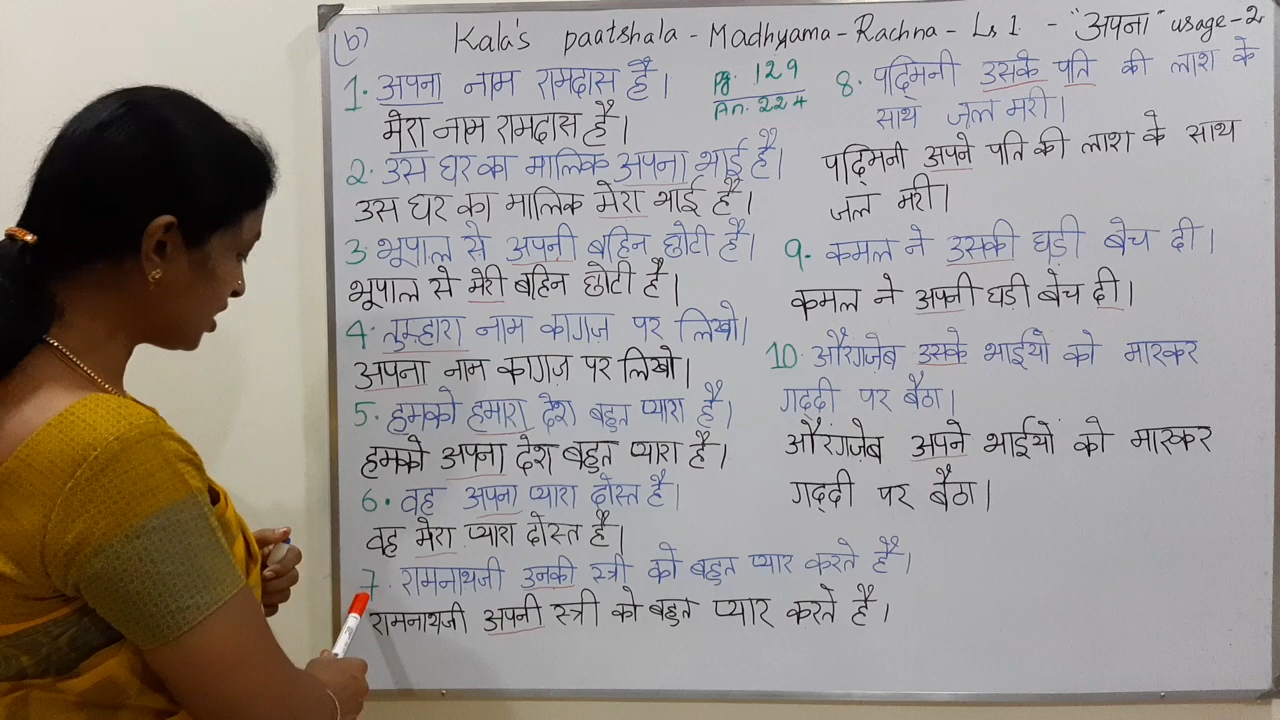 (b) Kala's paatshala - Madhyama - Rachna - Ls 1 - "अपना" usage - 2
1. अपना नाम रामदास है।
मेरा नाम रामदास है।
2. उस घर का मालिक अपना भाई है।
उस घर का मालिक मेरा भाई है।
3. भूपाल से अपनी बहिन छोटी है।
भूपाल से मेरी बहिन छोटी है।
4. तुम्हारा नाम कागज़ पर लिखो।
अपना नाम कागज़ पर लिखो।
5. हमको हमारा देश बहुत प्यारा है।
हमको अपना देश बहुत प्यारा है।
6. वह अपना प्यारा दोस्त है।
वह मेरा प्यारा दोस्त है।
7. रामनाथजी उनकी स्त्री को बहुत प्यार करते हैं।
रामनाथजी अपनी स्त्री को बहुत प्यार करते हैं।
Pg. 129
An. 224
8. पद्मिनी उसके पति की लाश के
साथ जल मरी।
पद्मिनी अपने पति की लाश के साथ
जल मरी।
9. कमल ने उसकी घड़ी बेच दी।
कमल ने अपनी घड़ी बेच दी।
10. औरंगज़ेब उसके भाईयों को मारकर
गद्दी पर बैठा।
औरंगज़ेब अपने भाईयों को मारकर
गद्दी पर बैठा।